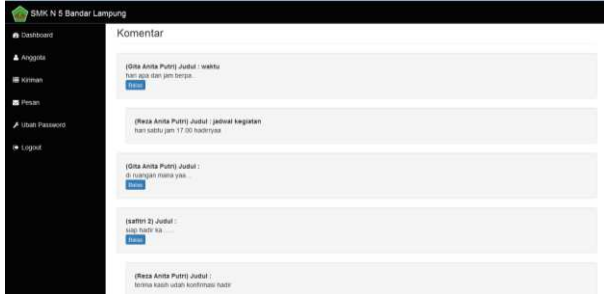 SMK N 5 Bandar Lampung
Dashboard
Anggota
Kiriman
Pesan
Ubah Password
Logout
Komentar
(Gita Anita Putri) Judul : waktu
hari apa dan jam berpa..
Balas
(Reza Anita Putri) Judul : jadwal kegiatan
hari sabtu jam 17.00 haderyaa
(Gita Anita Putri) Judul :
di ruangan mana yaa ...
Balas
(safitri 2) Judul :
siap hadir ka.......
Balas
(Reza Anita Putri) Judul :
terima kasih udah konfirmasi hadir